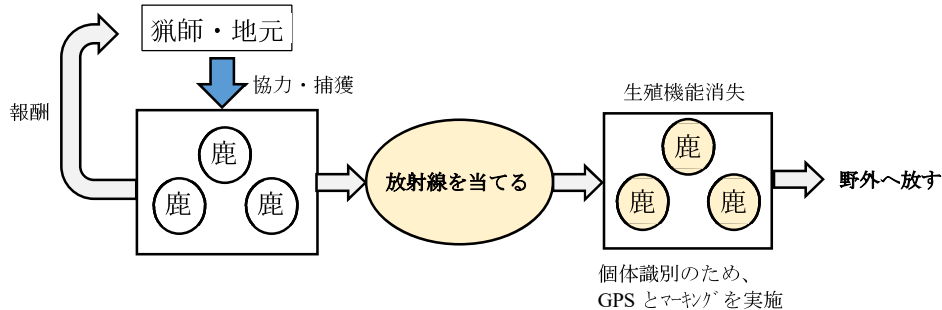 猟師・地元
協力・捕獲
報酬
鹿
鹿
鹿
放射線を当てる
生殖機能消失
鹿
鹿
鹿
野外へ放す
個体識別のため、
GPS とﾏｰｷﾝｸﾞを実施